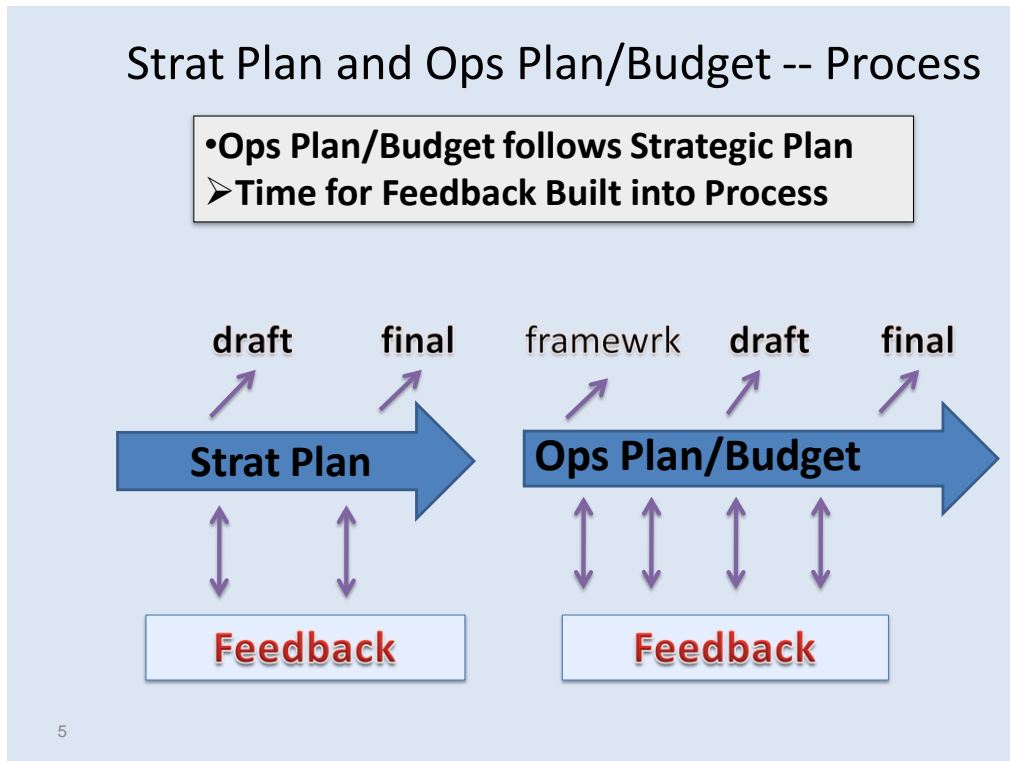 Strat Plan and Ops Plan/Budget -- Process
•Ops Plan/Budget follows Strategic Plan
➢Time for Feedback Built into Process
draft final framewrk draft final
Strat Plan Ops Plan/Budget
Feedback Feedback
5